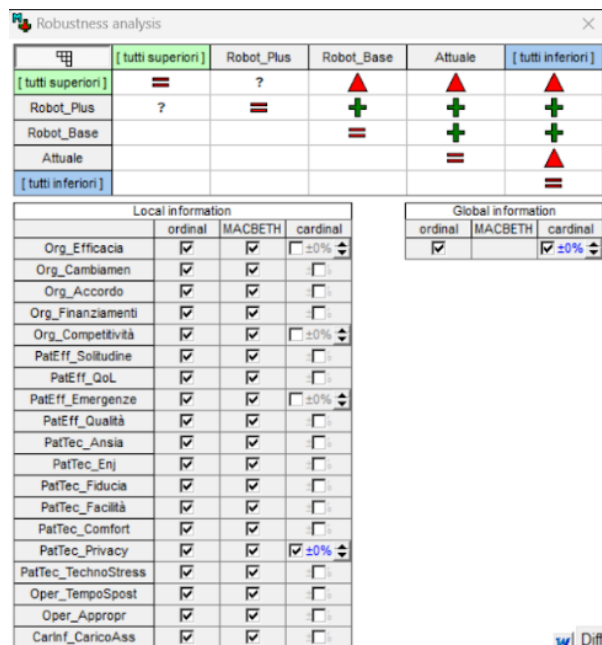 Robustness analysis
[ tutti superiori ] Robot_Plus Robot_Base Attuale [ tutti inferiori ]
[ tutti superiori ] = ?
Robot_Plus ? = + + +
Robot_Base = + +
Attuale =
[ tutti inferiori ] =
Local information
ordinal MACBETH cardinal
Org_Efficacia ±0%
Org_Cambiamen
Org_Accordo
Org_Finanziamenti
Org_Competitività ±0%
PatEff_Solitudine
PatEff_QoL
PatEff_Emergenze ±0%
PatEff_Qualità
PatTec_Ansia
PatTec_Enj
PatTec_Fiducia
PatTec_Facilità
PatTec_Comfort
PatTec_Privacy ±0%
PatTec_TechnoStress
Oper_TempoSpost
Oper_Appropr
CarInf_CaricoAss
Global information
ordinal MACBETH cardinal
±0%
Diff